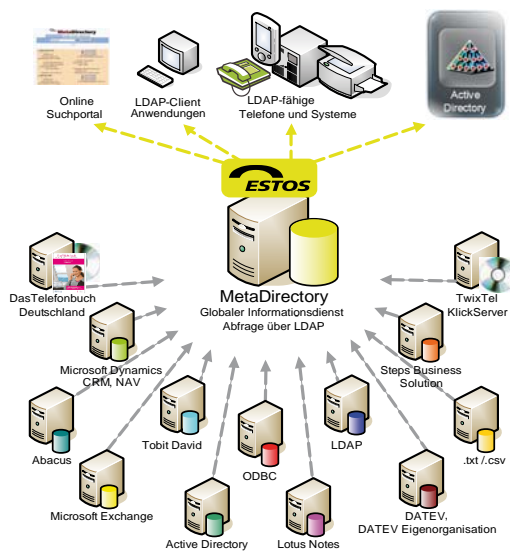 MetaDirectory
Online
Suchportal
LDAP-Client
Anwendungen
LDAP-fähige
Telefone und Systeme
Active
Directory
ESTOS
MetaDirectory
Globaler Informationsdienst
Abfrage über LDAP
DasTelefonbuch
Deutschland
TwixTel
KlickServer
Microsoft Dynamics
CRM, NAV
Steps Business
Solution
Abacus
Tobit David
ODBC
LDAP
.txt /.csv
Microsoft Exchange
Active Directory
Lotus Notes
DATEV,
DATEV Eigenorganisation